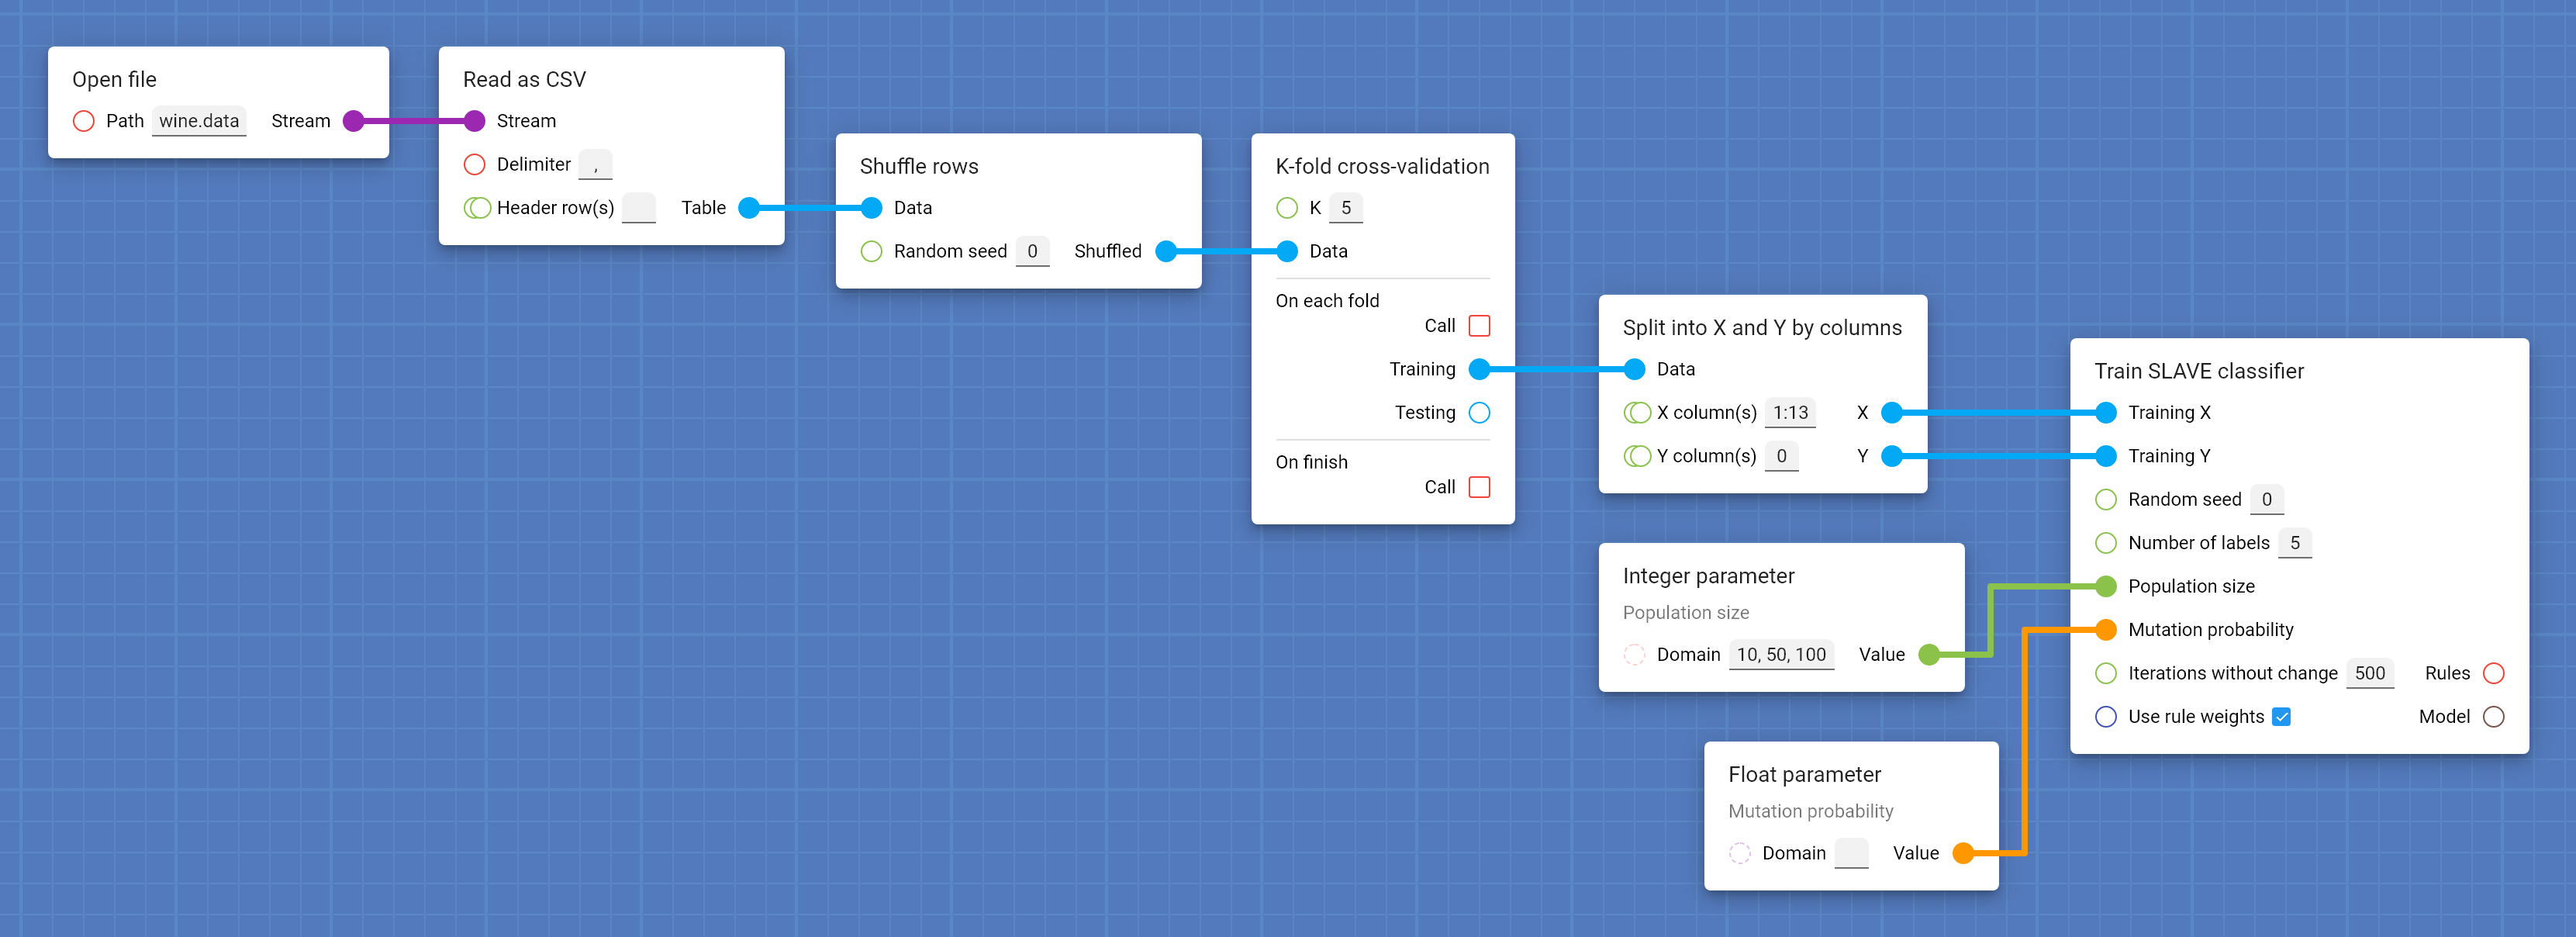 Open file
Path wine.data Stream
Read as CSV
Stream
Delimiter ,
Header row(s) Table
Shuffle rows
Data
Random seed 0 Shuffled
K-fold cross-validation
K 5
Data
On each fold
Call
Training
Testing
On finish
Call
Split into X and Y by columns
Data
X column(s) 1:13 X
Y column(s) 0 Y
Integer parameter
Population size
Domain 10, 50, 100 Value
Float parameter
Mutation probability
Domain Value
Train SLAVE classifier
Training X
Training Y
Random seed 0
Number of labels 5
Population size
Mutation probability
Iterations without change 500 Rules
Use rule weights Model